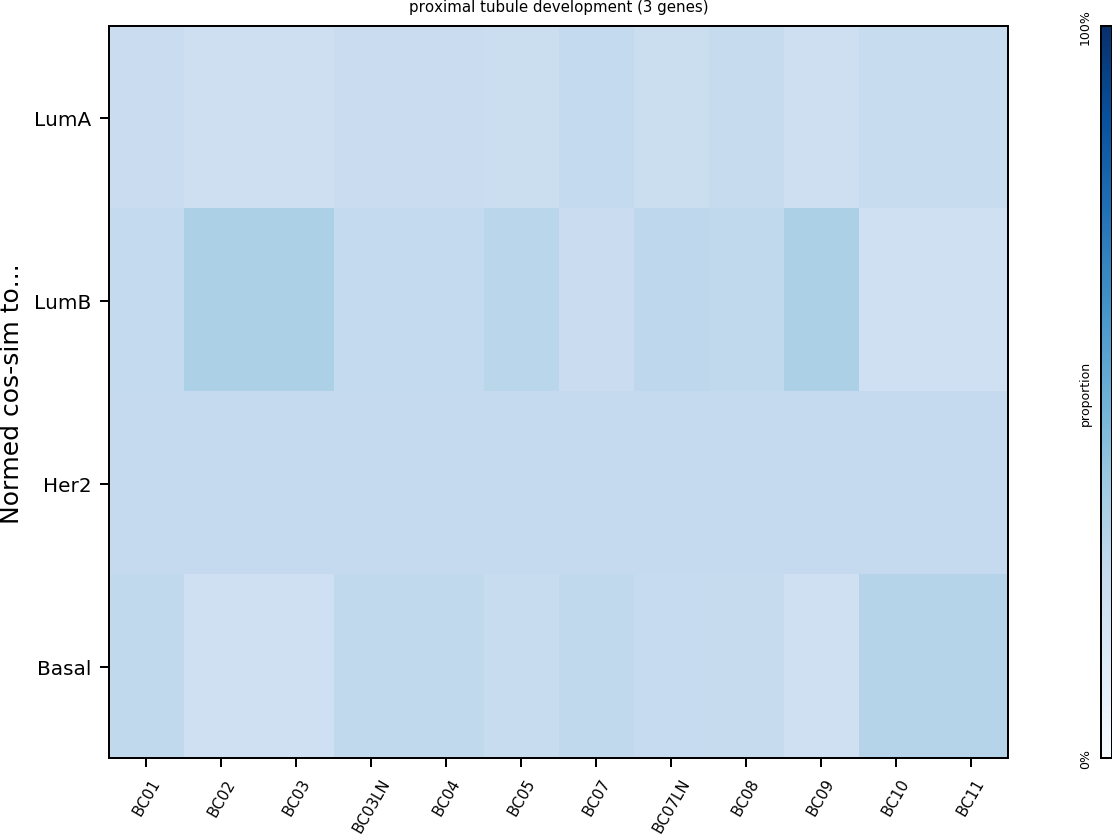 proximal tubule development (3 genes)
Normed cos-sim to...
LumA
LumB
Her2
Basal
BC01
BC02
BC03
BC03LN
BC04
BC05
BC07
BC07LN
BC08
BC09
BC10
BC11
100%
proportion
0%